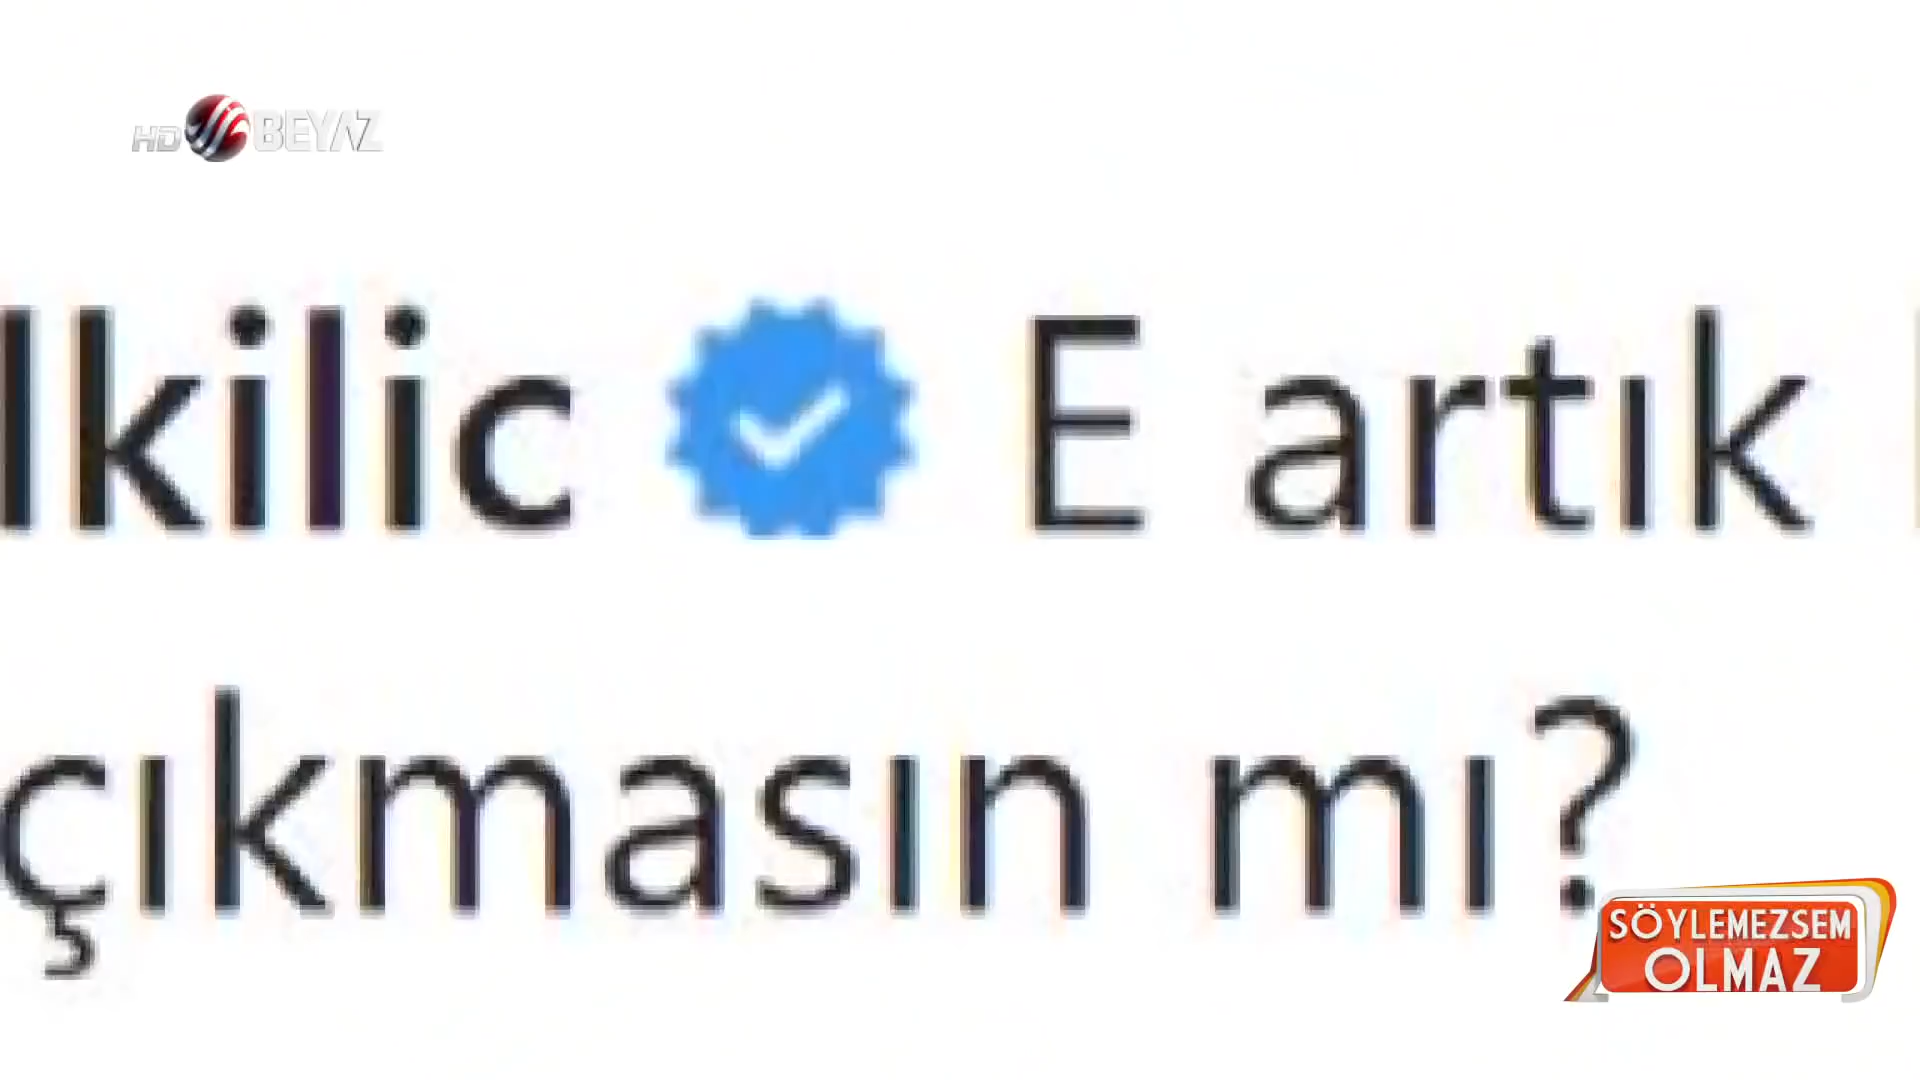 HD BEYAZ
lkilic E artık
çıkmasın mı?
SÖYLEMEZSEM
OLMAZ